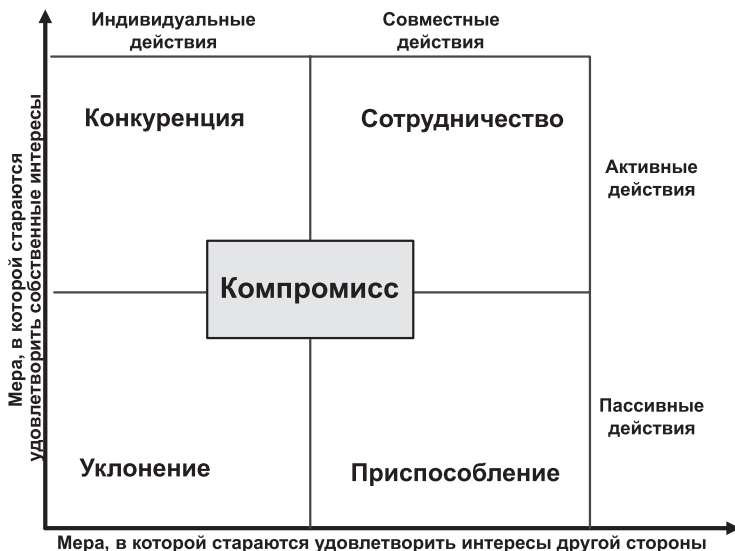 Индивидуальные
действия
Совместные
действия
Мера, в которой стараются
удовлетворить собственные интересы
Конкуренция
Сотрудничество
Активные
действия
Компромисс
Пассивные
действия
Уклонение
Приспособление
Мера, в которой стараются удовлетворить интересы другой стороны